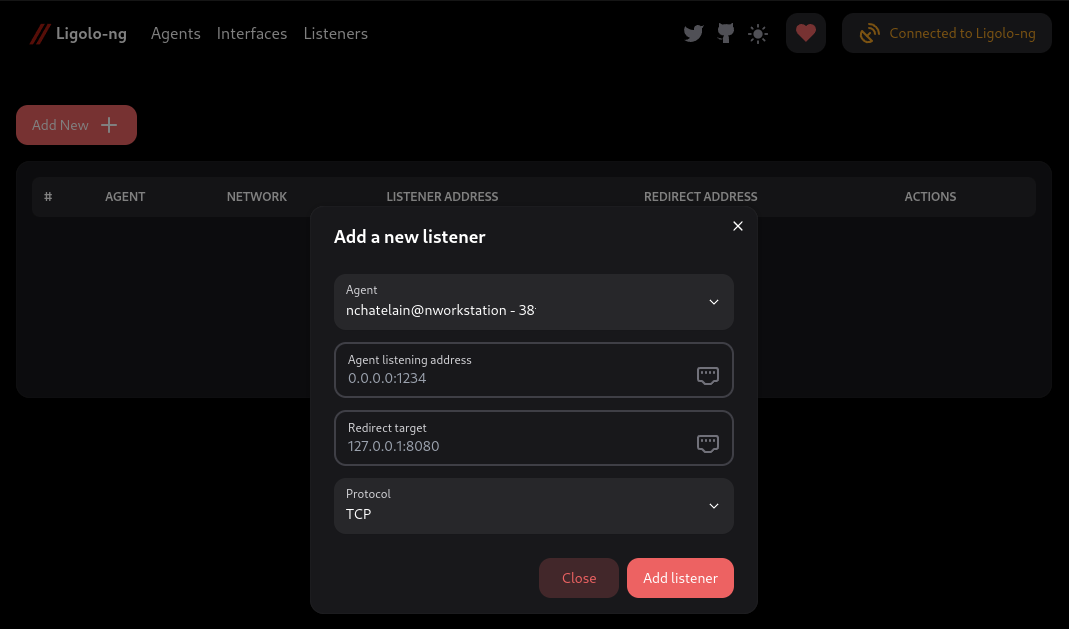 Ligolo-ng Agents Interfaces Listeners Connected to Ligolo-ng
Add New
# AGENT NETWORK LISTENER ADDRESS REDIRECT ADDRESS ACTIONS
Add a new listener
Agent
nchatelain@nworkstation - 38
Agent listening address
0.0.0.0:1234
Redirect target
127.0.0.1:8080
Protocol
TCP
Close Add listener